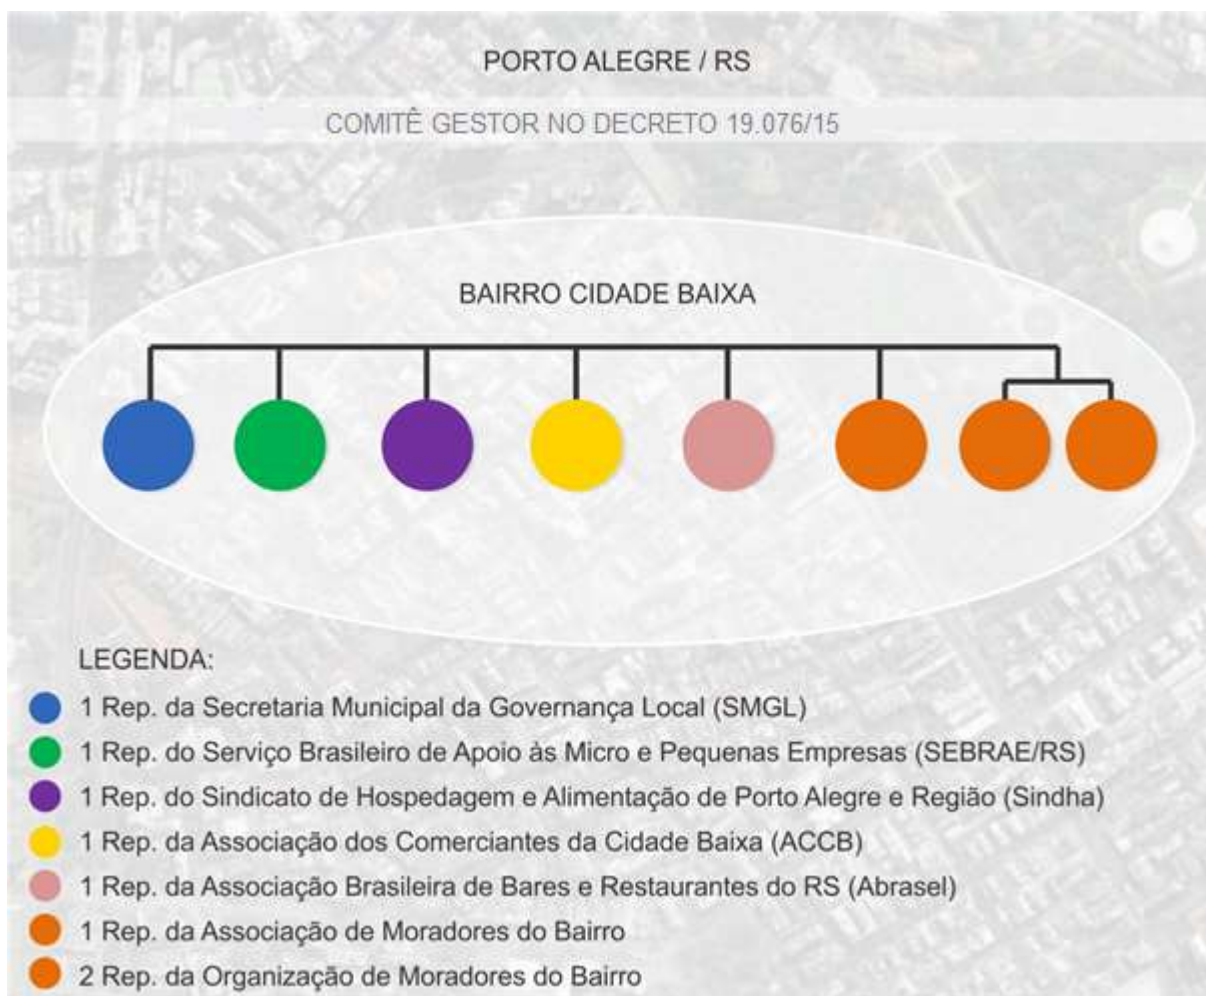 PORTO ALEGRE / RS
COMITÊ GESTOR NO DECRETO 19.076/15
BAIRRO CIDADE BAIXA
LEGENDA:
1 Rep. da Secretaria Municipal da Governança Local (SMGL)
1 Rep. do Serviço Brasileiro de Apoio às Micro e Pequenas Empresas (SEBRAE/RS)
1 Rep. do Sindicato de Hospedagem e Alimentação de Porto Alegre e Região (Sindha)
1 Rep. da Associação dos Comerciantes da Cidade Baixa (ACCB)
1 Rep. da Associação Brasileira de Bares e Restaurantes do RS (Abrasel)
1 Rep. da Associação de Moradores do Bairro
2 Rep. da Organização de Moradores do Bairro